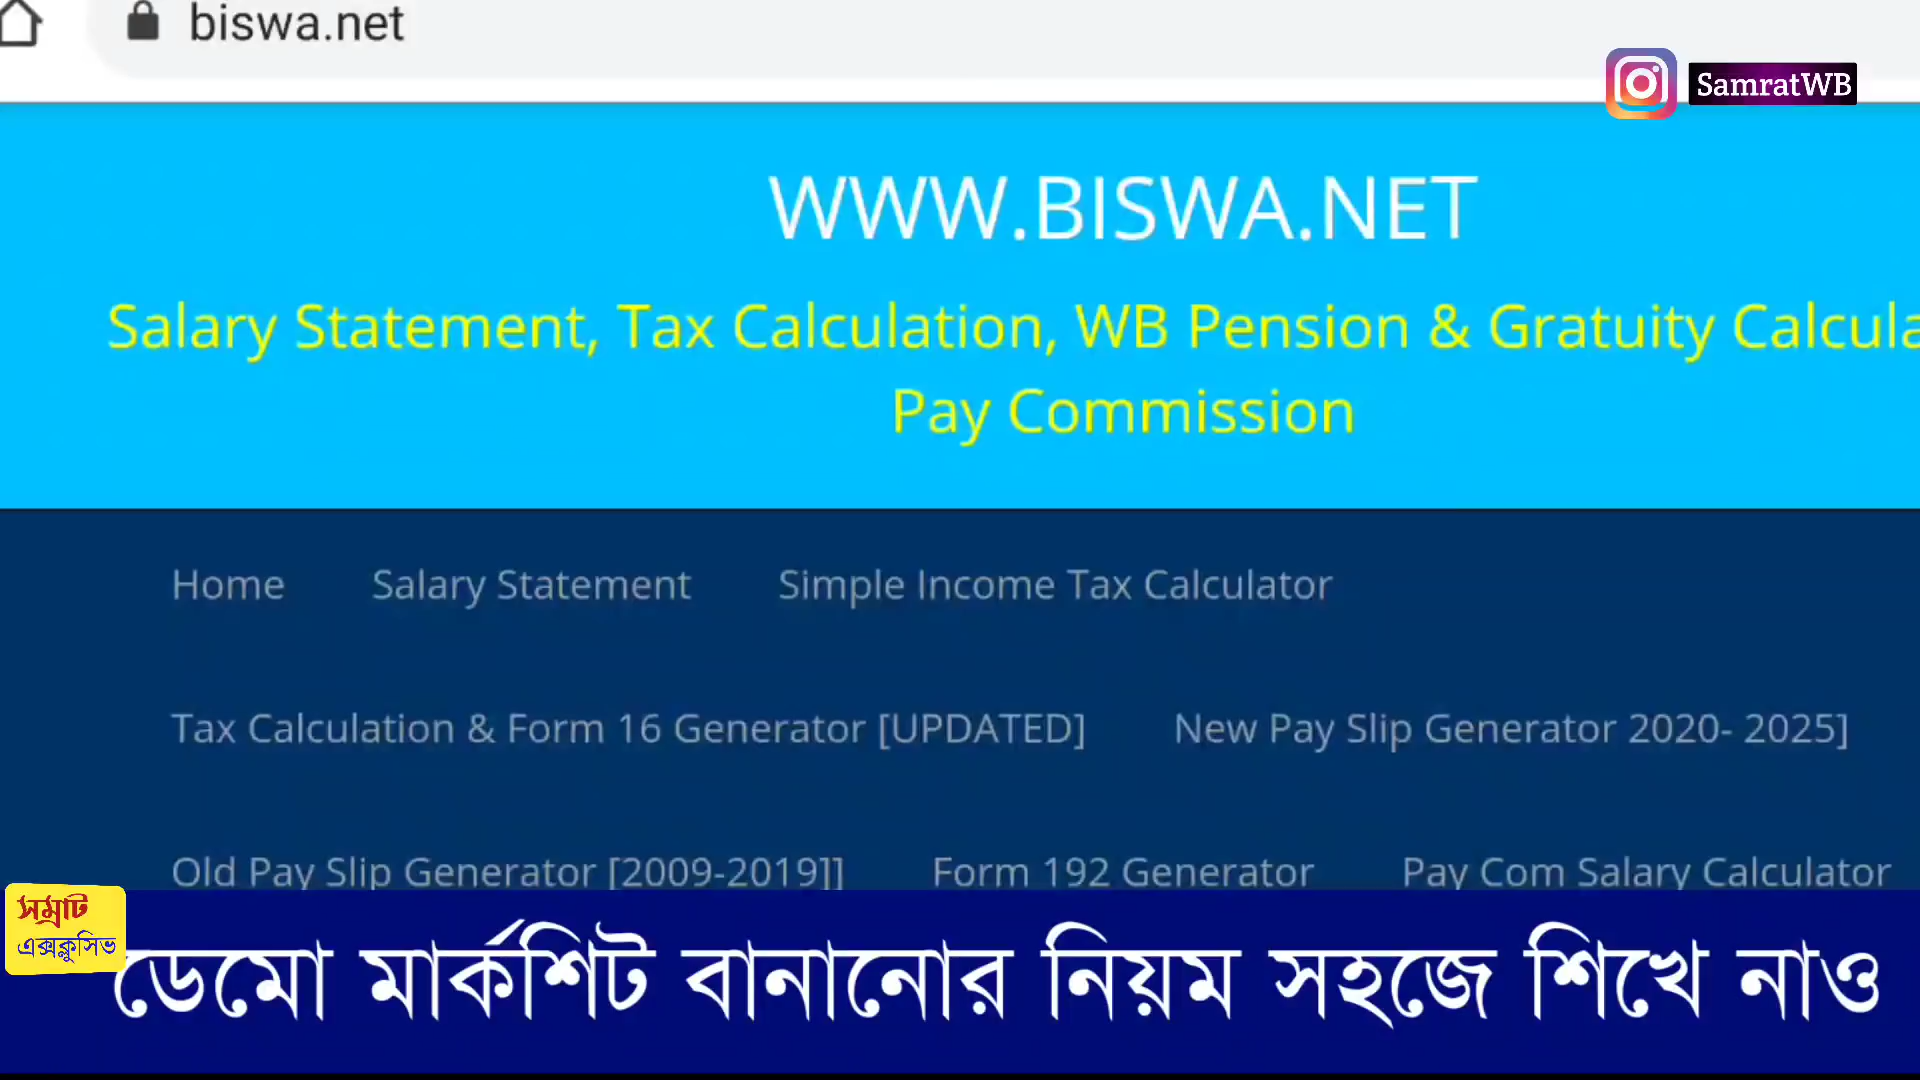 biswa.net
SamratWB
WWW.BISWA.NET
Salary Statement, Tax Calculation, WB Pension & Gratuity Calcula
Pay Commission
Home Salary Statement Simple Income Tax Calculator
Tax Calculation & Form 16 Generator [UPDATED] New Pay Slip Generator 2020- 2025]
Old Pay Slip Generator [2009-2019]] Form 192 Generator Pay Com Salary Calculator
সম্রাট
এক্সক্লুসিভ
ডেমো মার্কশিট বানানোর নিয়ম সহজে শিখে নাও